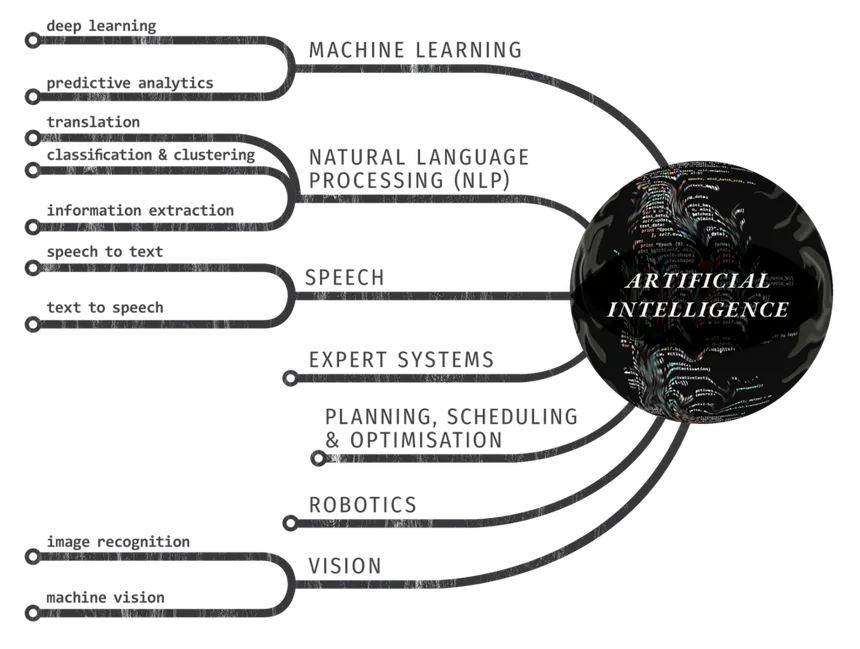 deep learning
MACHINE LEARNING
predictive analytics
translation
classification & clustering
NATURAL LANGUAGE
PROCESSING (NLP)
information extraction
speech to text
SPEECH
text to speech
ARTIFICIAL
INTELLIGENCE
EXPERT SYSTEMS
PLANNING, SCHEDULING
& OPTIMISATION
ROBOTICS
image recognition
VISION
machine vision